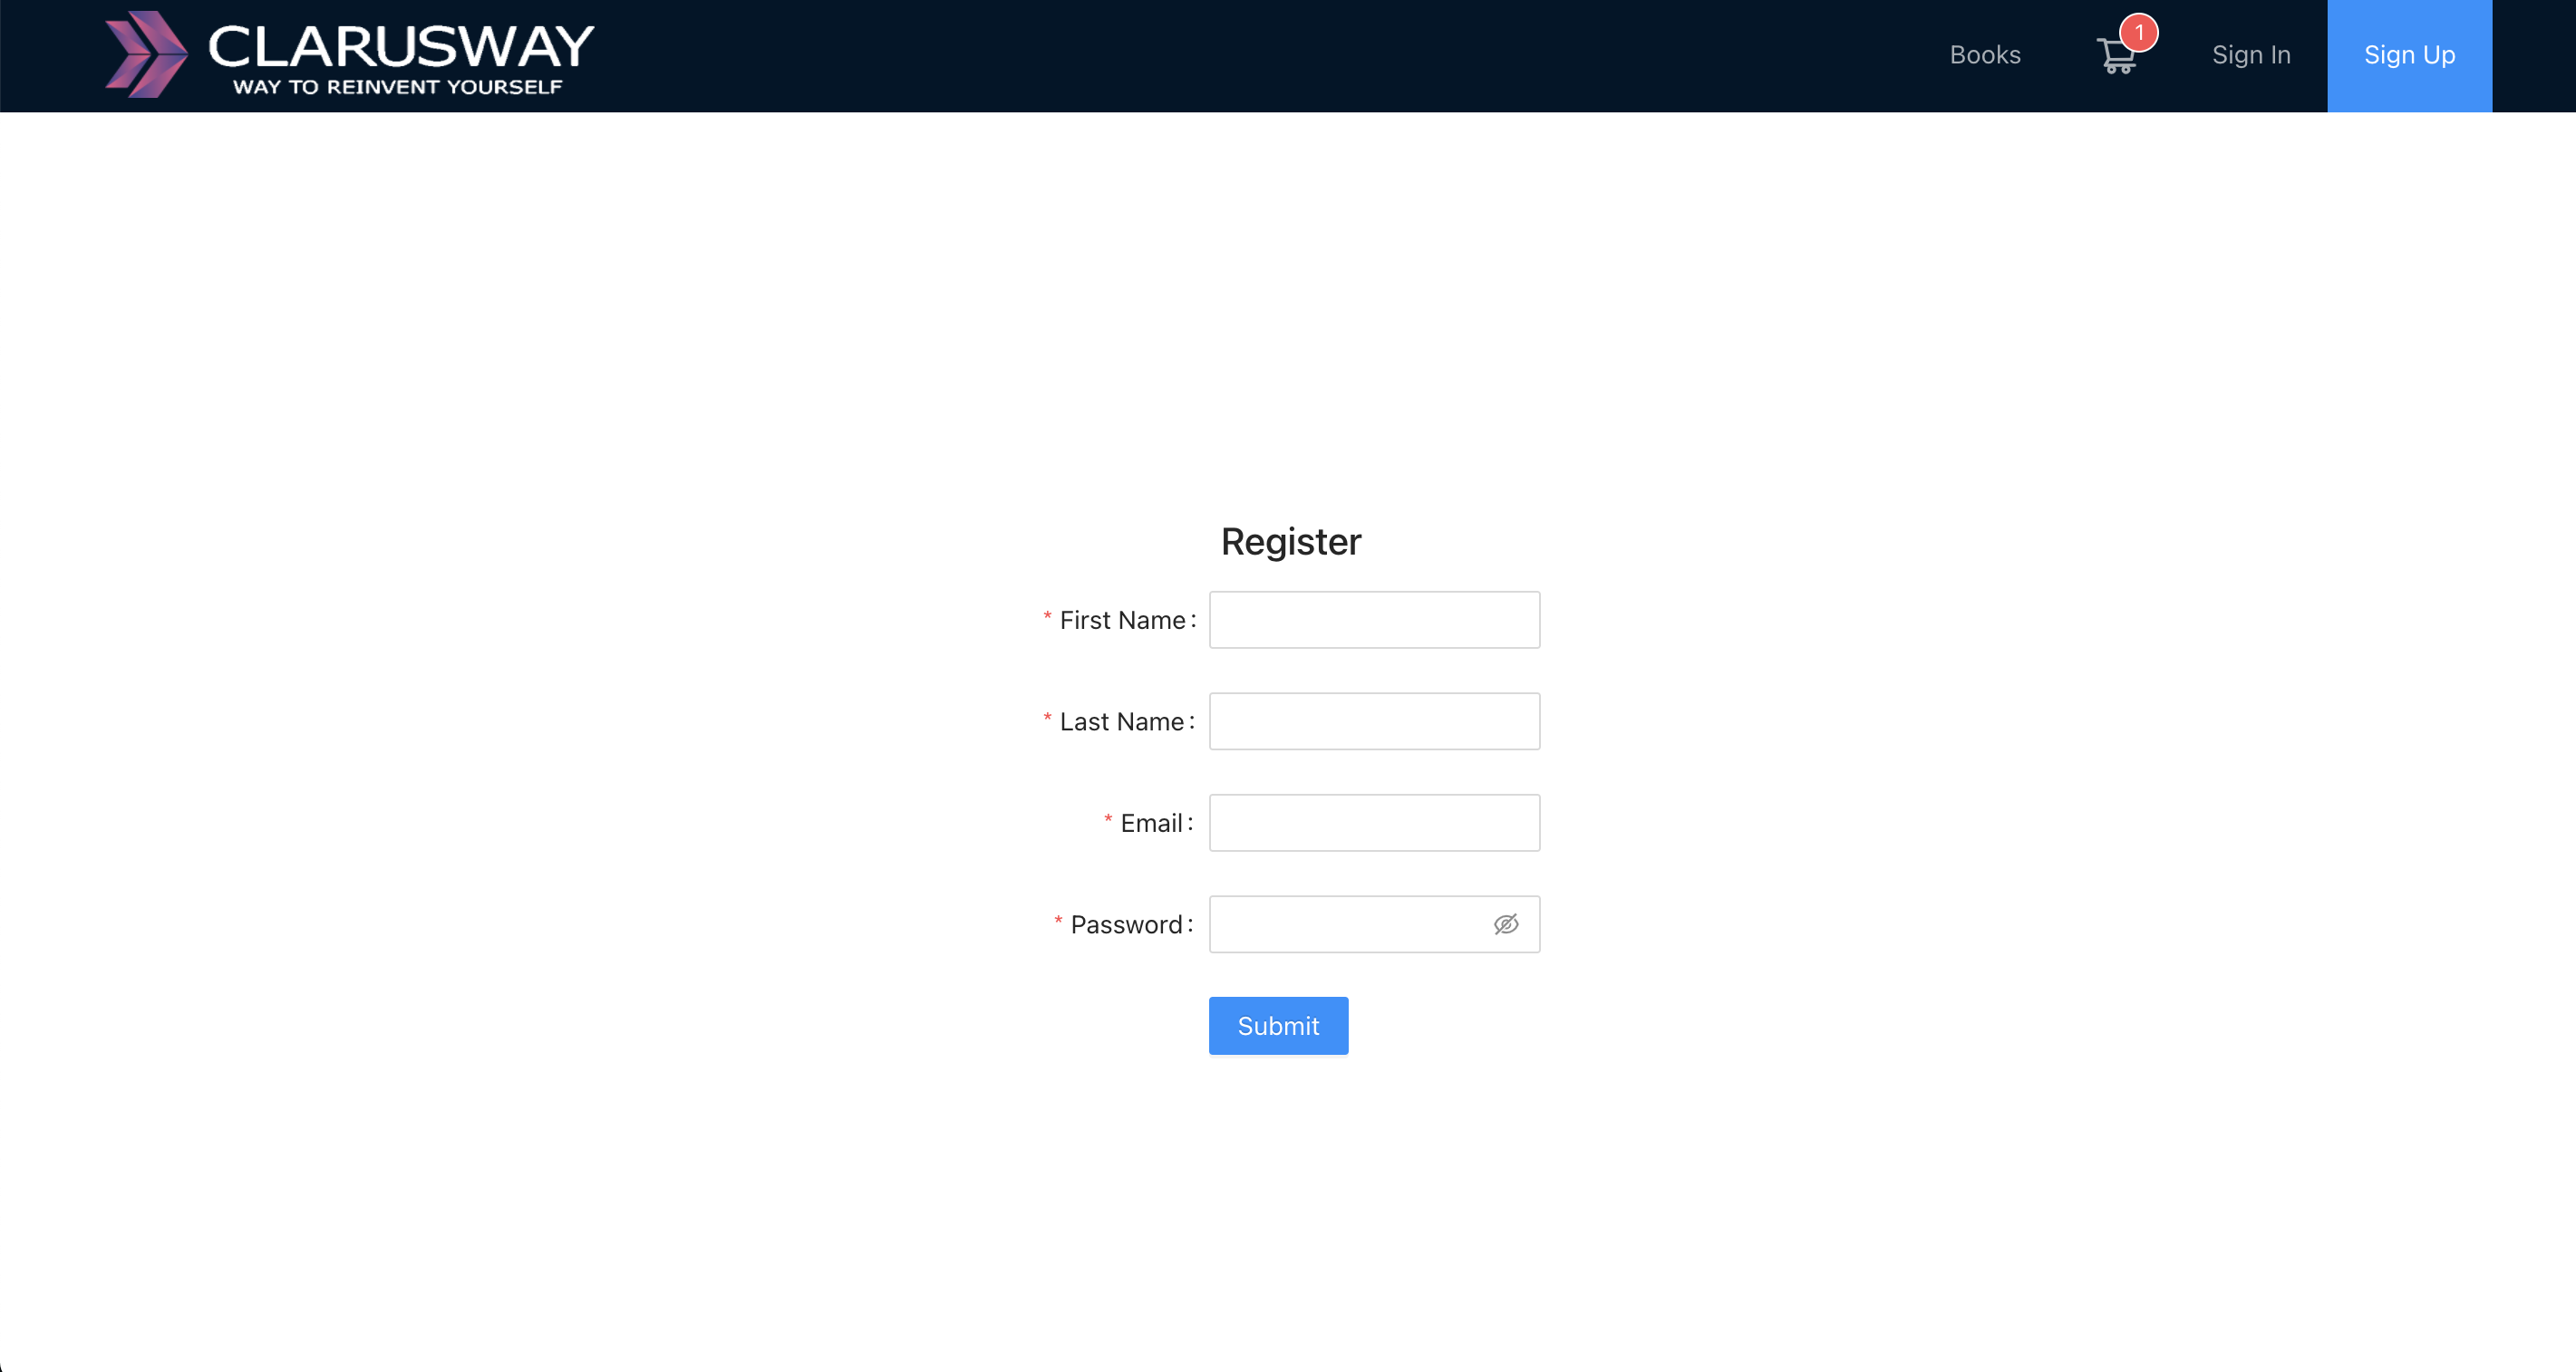 CLARUSWAY
WAY TO REINVENT YOURSELF
Books
1
Sign In
Sign Up
Register
* First Name:
* Last Name:
* Email:
* Password:
Submit